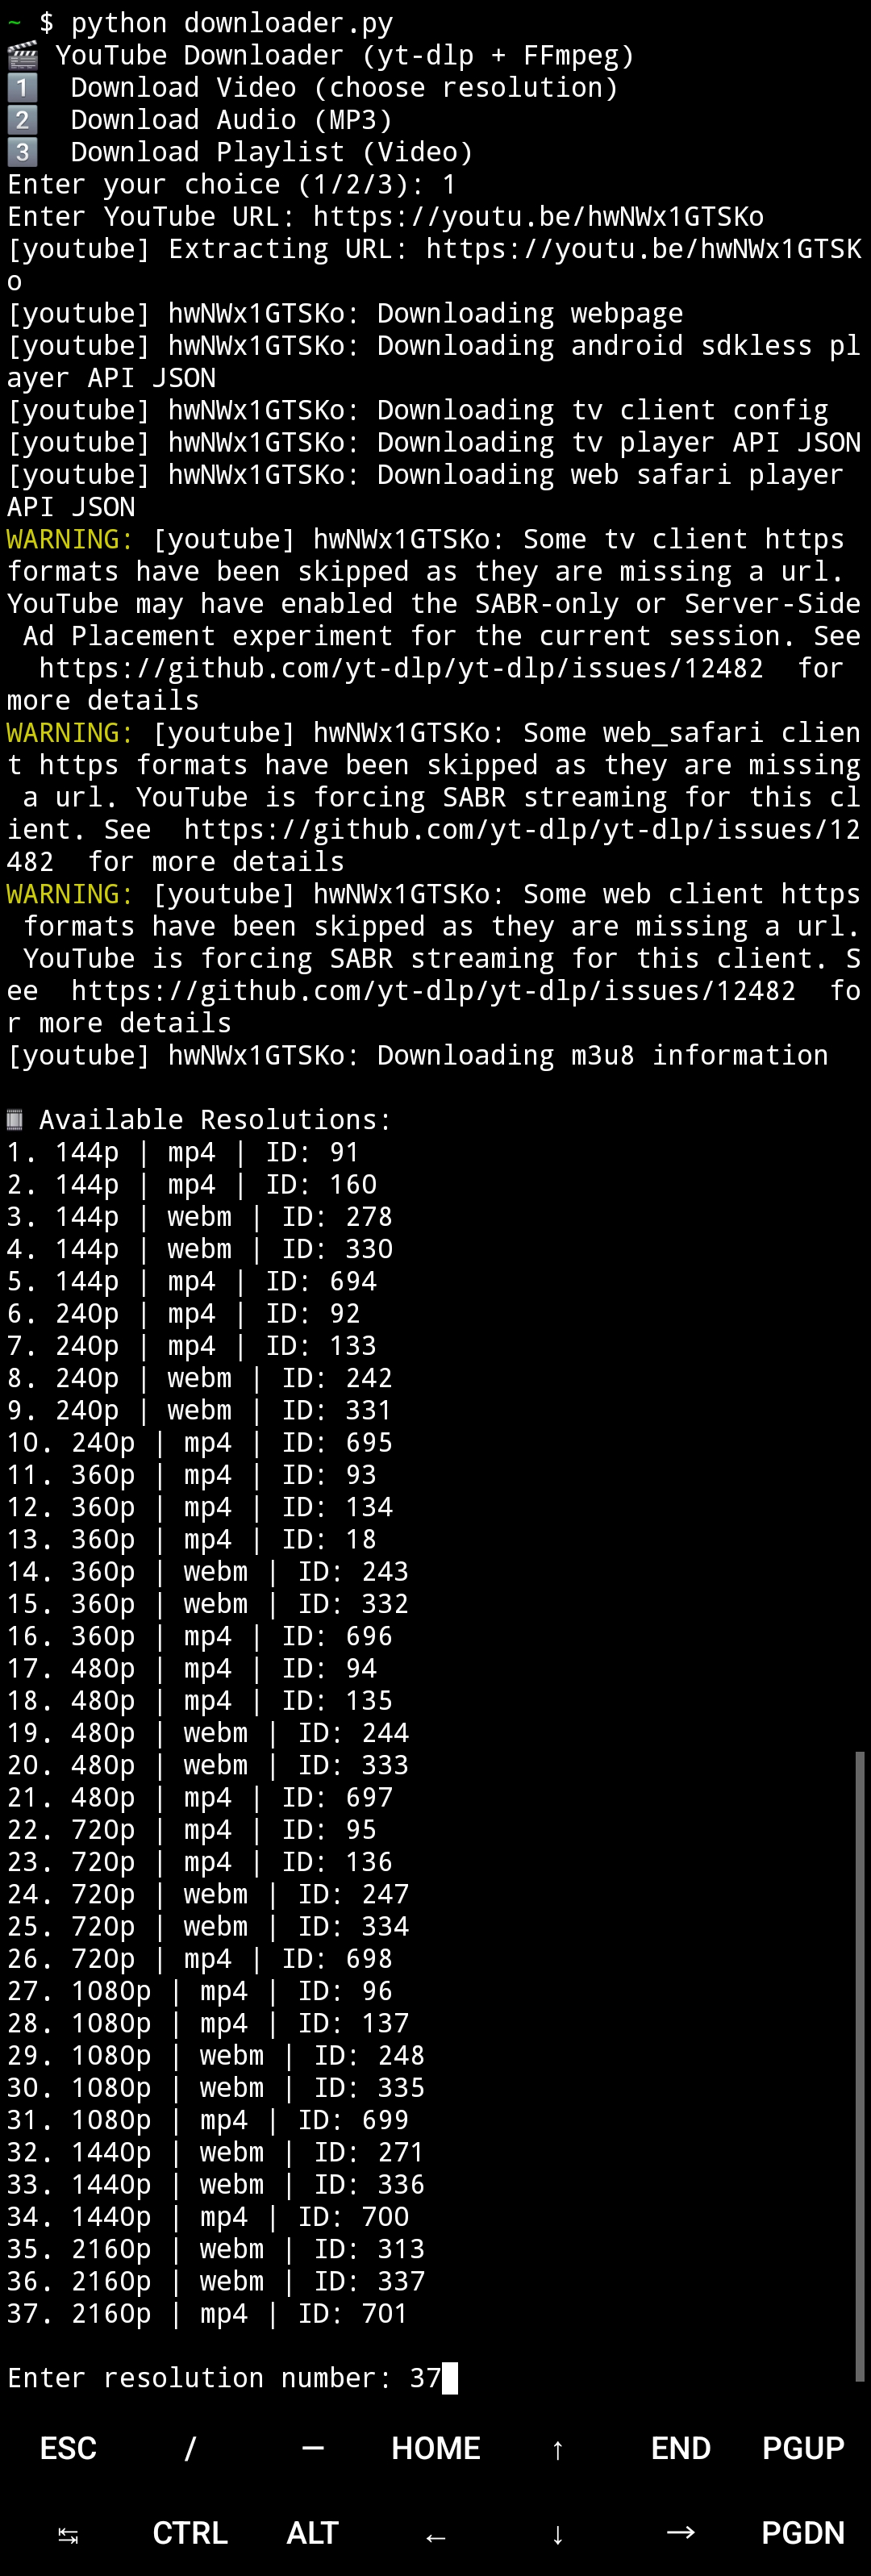 ~ $ python downloader.py
🎬 YouTube Downloader (yt-dlp + FFmpeg)
1️⃣  Download Video (choose resolution)
2️⃣  Download Audio (MP3)
3️⃣  Download Playlist (Video)
Enter your choice (1/2/3): 1
Enter YouTube URL: https://youtu.be/hwNWx1GTSKo
[youtube] Extracting URL: https://youtu.be/hwNWx1GTSK
o
[youtube] hwNWx1GTSKo: Downloading webpage
[youtube] hwNWx1GTSKo: Downloading android sdkless pl
ayer API JSON
[youtube] hwNWx1GTSKo: Downloading tv client config
[youtube] hwNWx1GTSKo: Downloading tv player API JSON
[youtube] hwNWx1GTSKo: Downloading web safari player
API JSON
WARNING: [youtube] hwNWx1GTSKo: Some tv client https
formats have been skipped as they are missing a url.
YouTube may have enabled the SABR-only or Server-Side
 Ad Placement experiment for the current session. See
  https://github.com/yt-dlp/yt-dlp/issues/12482  for
more details
WARNING: [youtube] hwNWx1GTSKo: Some web_safari clien
t https formats have been skipped as they are missing
 a url. YouTube is forcing SABR streaming for this cl
ient. See  https://github.com/yt-dlp/yt-dlp/issues/12
482  for more details
WARNING: [youtube] hwNWx1GTSKo: Some web client https
 formats have been skipped as they are missing a url.
 YouTube is forcing SABR streaming for this client. S
ee  https://github.com/yt-dlp/yt-dlp/issues/12482  fo
r more details
[youtube] hwNWx1GTSKo: Downloading m3u8 information
🎞 Available Resolutions:
1. 144p | mp4 | ID: 91
2. 144p | mp4 | ID: 160
3. 144p | webm | ID: 278
4. 144p | webm | ID: 330
5. 144p | mp4 | ID: 694
6. 240p | mp4 | ID: 92
7. 240p | mp4 | ID: 133
8. 240p | webm | ID: 242
9. 240p | webm | ID: 331
10. 240p | mp4 | ID: 695
11. 360p | mp4 | ID: 93
12. 360p | mp4 | ID: 134
13. 360p | mp4 | ID: 18
14. 360p | webm | ID: 243
15. 360p | webm | ID: 332
16. 360p | mp4 | ID: 696
17. 480p | mp4 | ID: 94
18. 480p | mp4 | ID: 135
19. 480p | webm | ID: 244
20. 480p | webm | ID: 333
21. 480p | mp4 | ID: 697
22. 720p | mp4 | ID: 95
23. 720p | mp4 | ID: 136
24. 720p | webm | ID: 247
25. 720p | webm | ID: 334
26. 720p | mp4 | ID: 698
27. 1080p | mp4 | ID: 96
28. 1080p | mp4 | ID: 137
29. 1080p | webm | ID: 248
30. 1080p | webm | ID: 335
31. 1080p | mp4 | ID: 699
32. 1440p | webm | ID: 271
33. 1440p | webm | ID: 336
34. 1440p | mp4 | ID: 700
35. 2160p | webm | ID: 313
36. 2160p | webm | ID: 337
37. 2160p | mp4 | ID: 701
Enter resolution number: 37
ESC / — HOME ↑ END PGUP
↹ CTRL ALT ← ↓ → PGDN